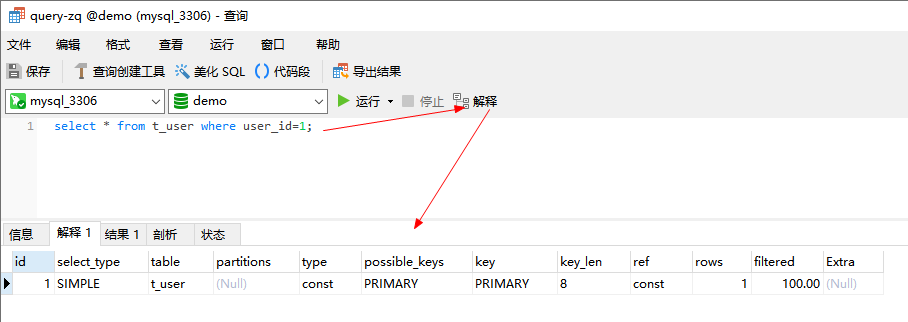 query-zq @demo (mysql_3306) - 查询
文件 编辑 格式 查看 运行 窗口 帮助
保存 查询创建工具 美化 SQL () 代码段 导出结果
mysql_3306 demo 运行 停止 解释
1 select * from t_user where user_id=1;
信息 解释 1 结果 1 剖析 状态
id select_type table partitions type possible_keys key key_len ref rows filtered Extra
1 SIMPLE t_user (Null) const PRIMARY PRIMARY 8 const 1 100.00 (Null)